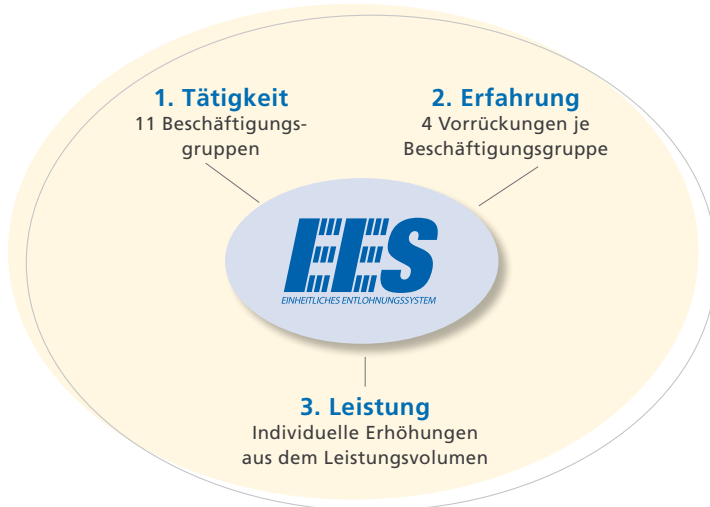 1. Tätigkeit
11 Beschäftigungs-
gruppen
2. Erfahrung
4 Vorrückungen je
Beschäftigungsgruppe
EES
EINHEITLICHES ENTLOHNUNGSSYSTEM
3. Leistung
Individuelle Erhöhungen
aus dem Leistungsvolumen